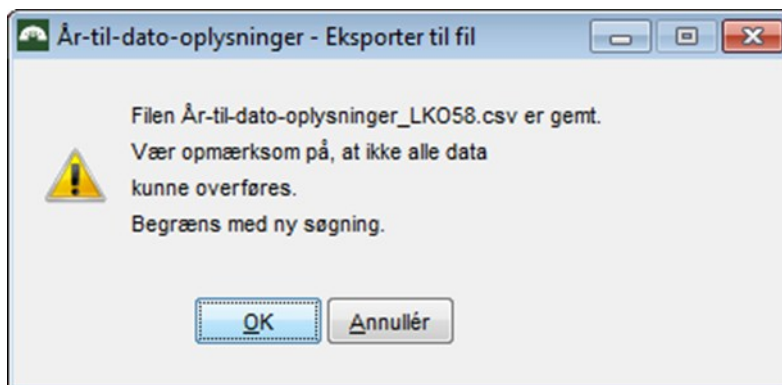 År-til-dato-oplysninger - Eksporter til fil
Filen År-til-dato-oplysninger_LKO58.csv er gemt.
Vær opmærksom på, at ikke alle data
kunne overføres.
Begræns med ny søgning.
OK
Annullér